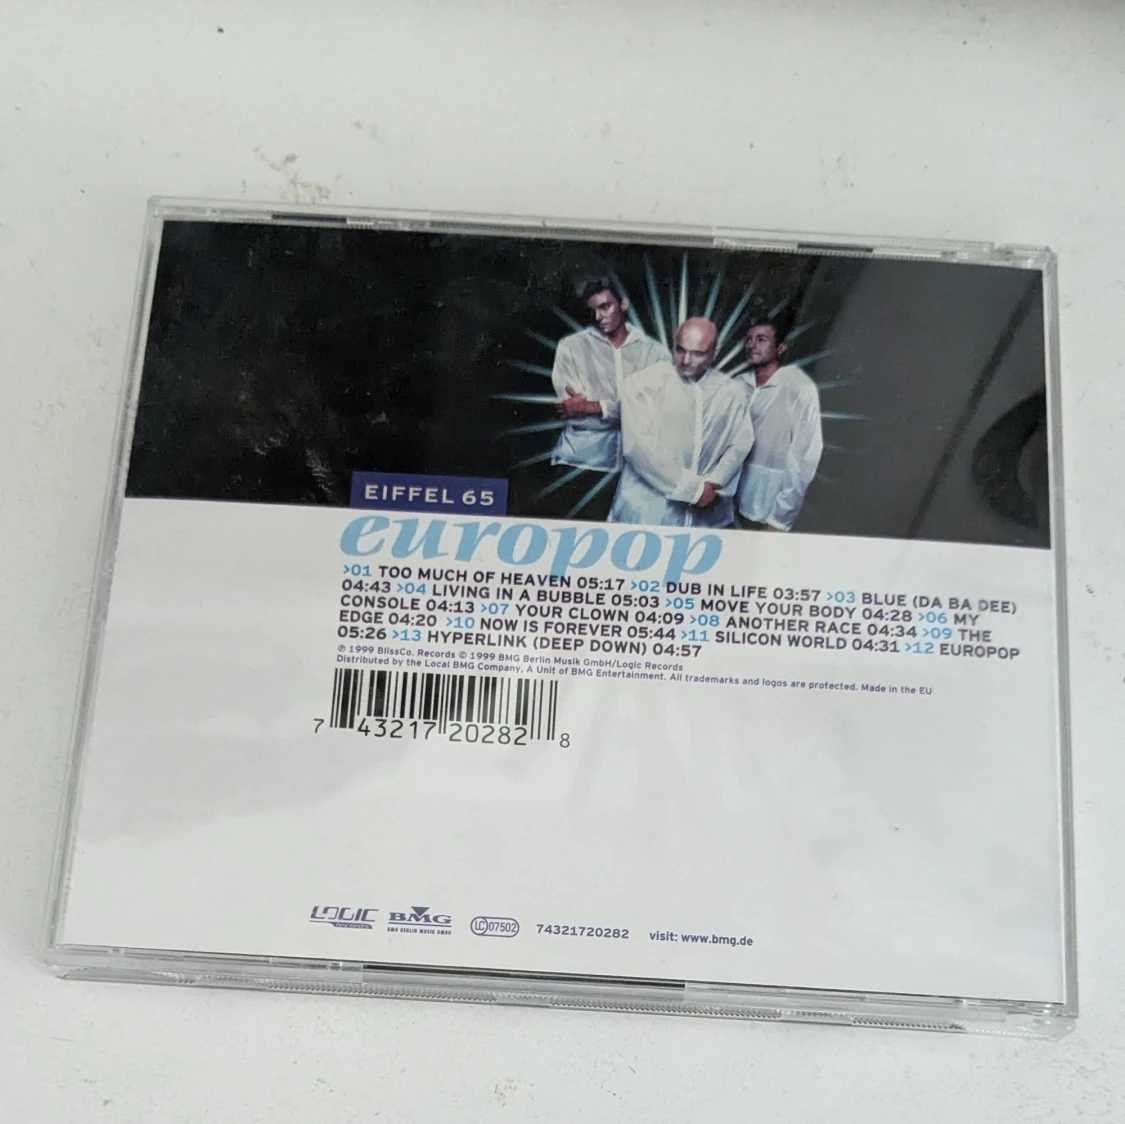 EIFFEL 65
europop
>01 TOO MUCH OF HEAVEN 05:17 >02 DUB IN LIFE 03:57 >03 BLUE (DA BA DEE)
04:43 >04 LIVING IN A BUBBLE 05:03 >05 MOVE YOUR BODY 04:28 >06 MY
CONSOLE 04:13 >07 YOUR CLOWN 04:09 >08 ANOTHER RACE 04:34 >09 THE
EDGE 04:20 >10 NOW IS FOREVER 05:44 >11 SILICON WORLD 04:31 >12 EUROPOP
05:26 >13 HYPERLINK (DEEP DOWN) 04:57
℗ 1999 BlissCo. Records © 1999 BMG Berlin Musik GmbH/Logic Records
Distributed by the Local BMG Company, A Unit of BMG Entertainment. All trademarks and logos are protected. Made in the EU
7 43217 20282 8
LOGIC records BMG BMG BERLIN MUSIK GMBH LC 07502 74321720282 visit: www.bmg.de